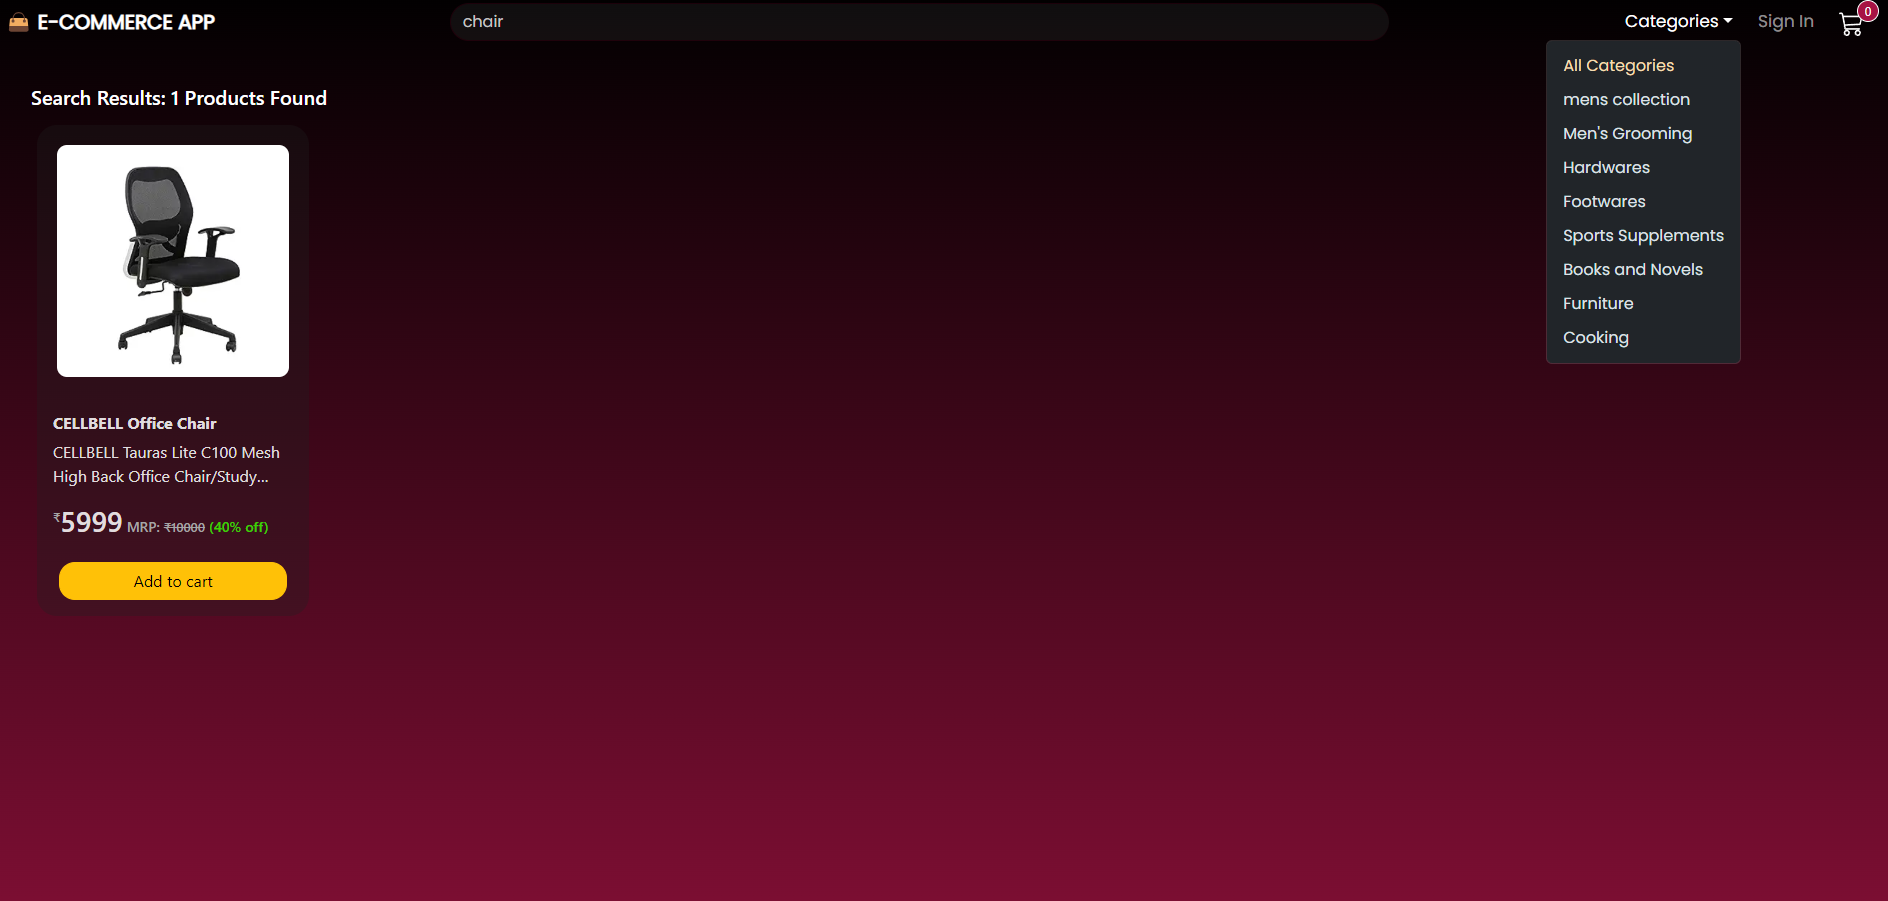 E-COMMERCE APP
chair
Categories
Sign In
0
All Categories
mens collection
Men's Grooming
Hardwares
Footwares
Sports Supplements
Books and Novels
Furniture
Cooking
Search Results: 1 Products Found
CELLBELL Office Chair
CELLBELL Tauras Lite C100 Mesh
High Back Office Chair/Study...
₹5999 MRP: ₹10000 (40% off)
Add to cart